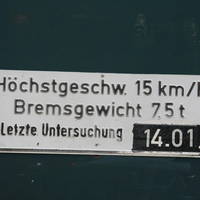 Höchstgeschw. 15 km/
Bremsgewicht 7,5 t
Letzte Untersuchung 14.01.